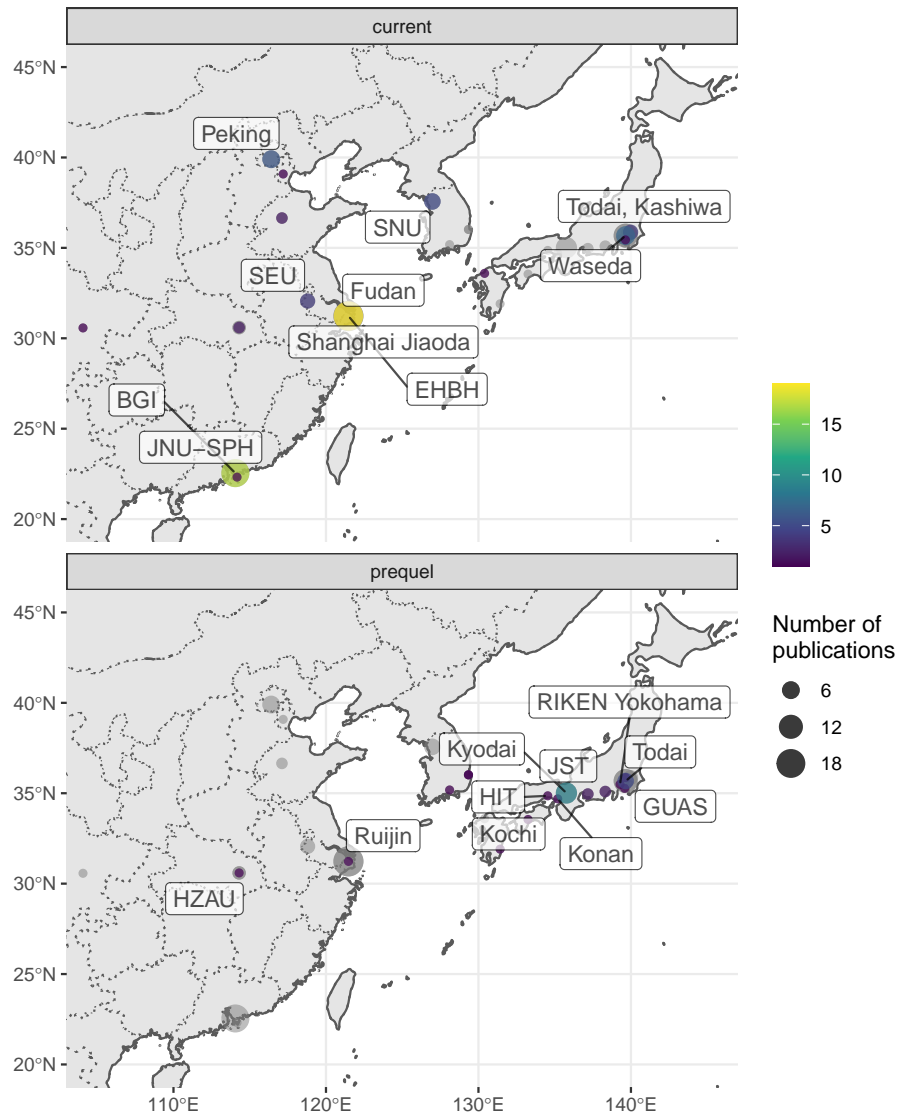 current
45°N
40°N
35°N
30°N
25°N
20°N
Peking
SNU
Todai, Kashiwa
Waseda
SEU
Fudan
Shanghai Jiaoda
EHBH
BGI
JNU−SPH
15
10
5
Number of
publications
6
12
18
prequel
45°N
40°N
35°N
30°N
25°N
20°N
RIKEN Yokohama
Kyodai
JST
Todai
HIT
GUAS
Kochi
Konan
Ruijin
HZAU
110°E
120°E
130°E
140°E